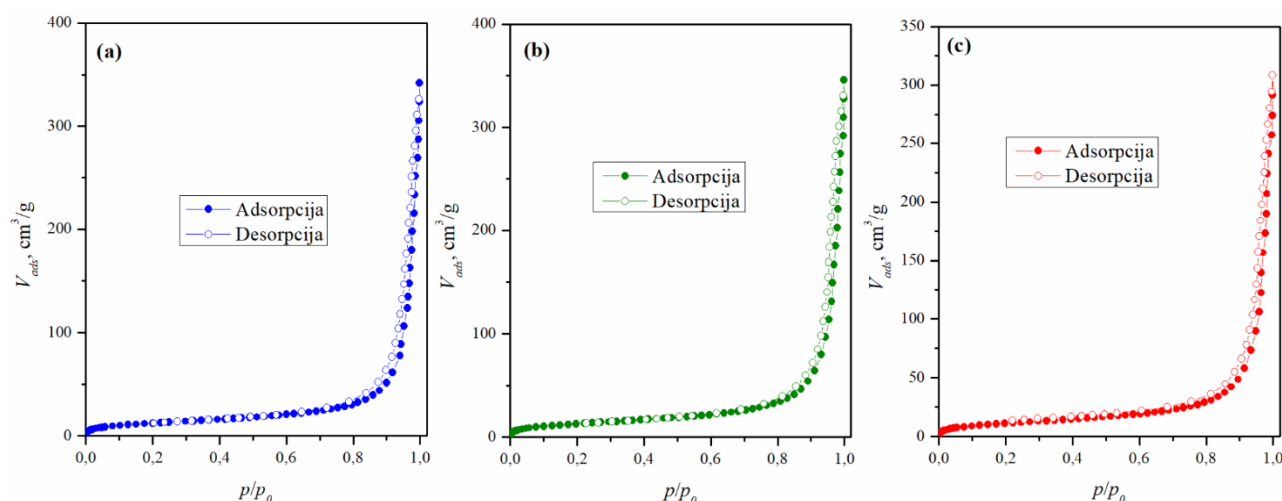 (a)
400
300
200
100
0
V_ads, cm³/g
Adsorpcija
Desorpcija
0,0 0,2 0,4 0,6 0,8 1,0
p/p₀
(b)
400
300
200
100
0
V_ads, cm³/g
Adsorpcija
Desorpcija
0,0 0,2 0,4 0,6 0,8 1,0
p/p₀
(c)
350
300
250
200
150
100
50
0
V_ads, cm³/g
Adsorpcija
Desorpcija
0,0 0,2 0,4 0,6 0,8 1,0
p/p₀